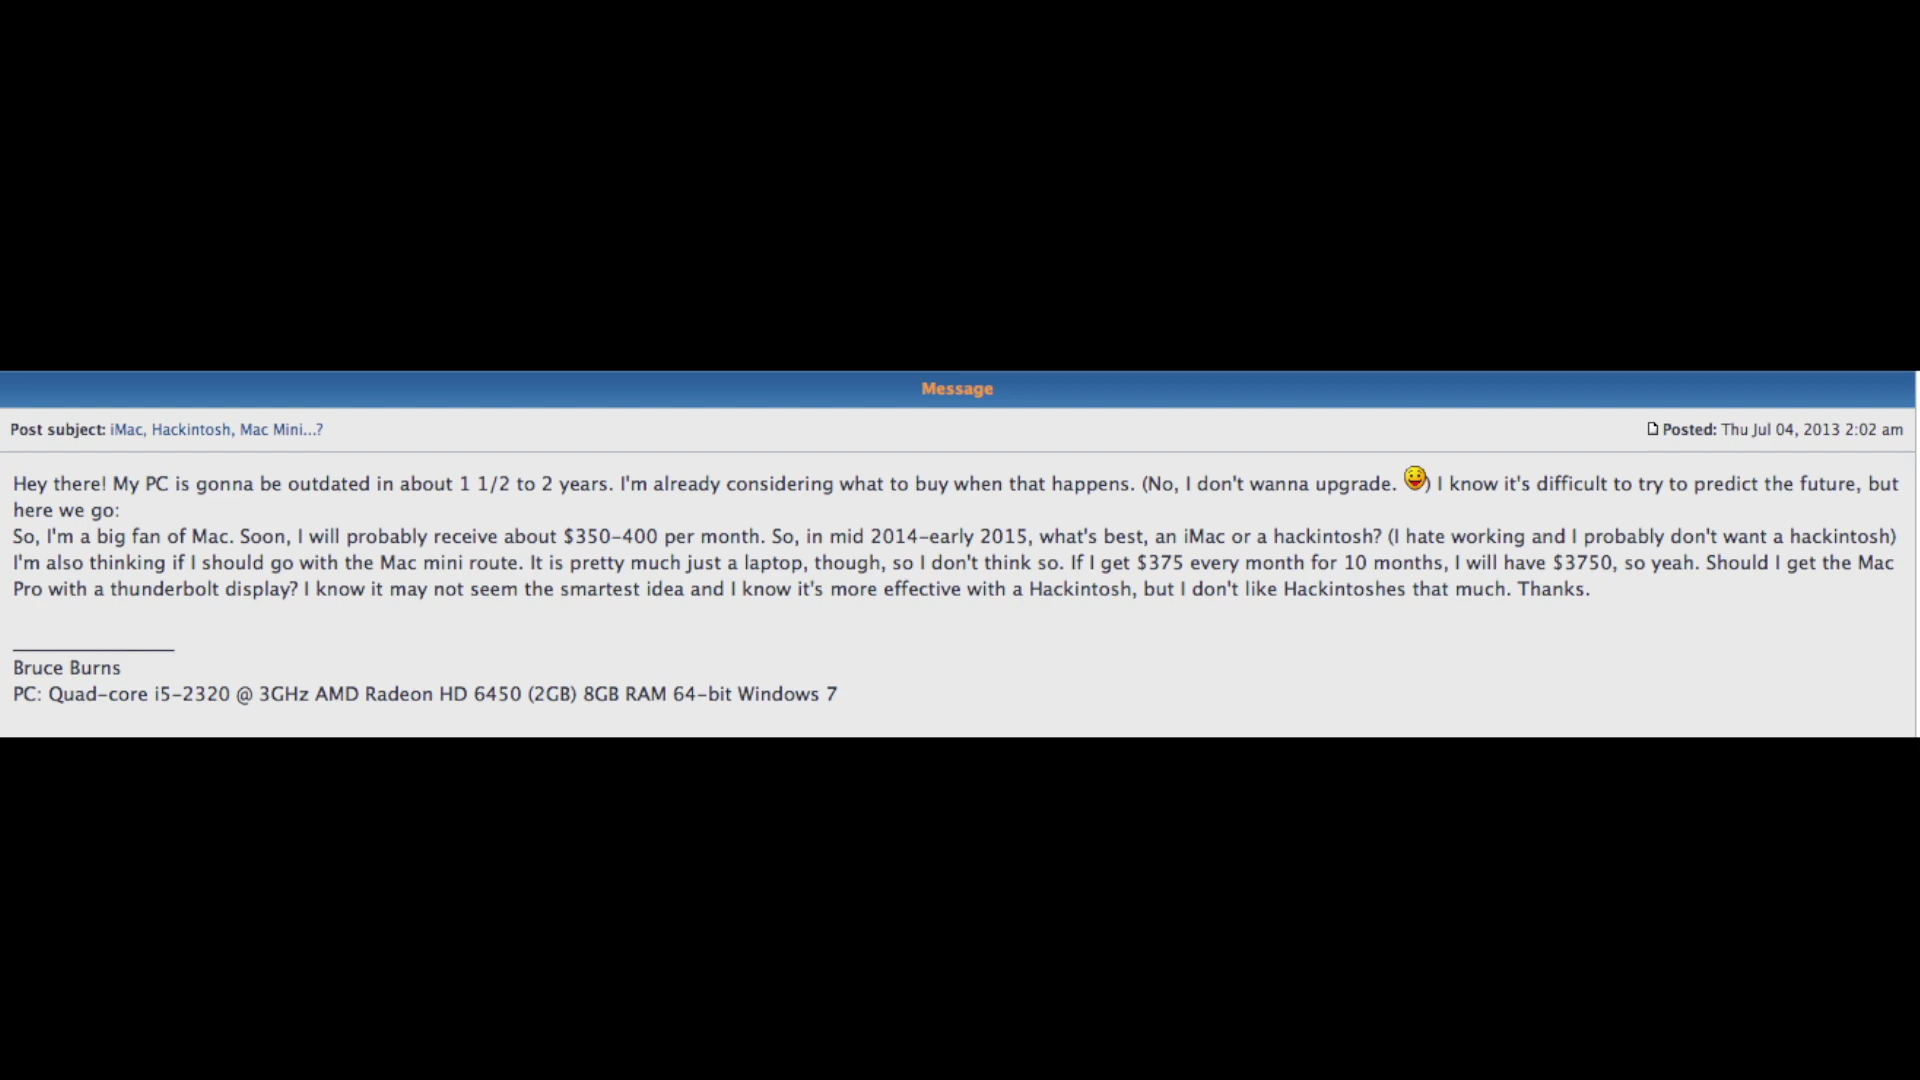 Message
Post subject: iMac, Hackintosh, Mac Mini...?
Posted: Thu Jul 04, 2013 2:02 am
Hey there! My PC is gonna be outdated in about 1 1/2 to 2 years. I'm already considering what to buy when that happens. (No, I don't wanna upgrade. ) I know it's difficult to try to predict the future, but
here we go:
So, I'm a big fan of Mac. Soon, I will probably receive about $350-400 per month. So, in mid 2014-early 2015, what's best, an iMac or a hackintosh? (I hate working and I probably don't want a hackintosh)
I'm also thinking if I should go with the Mac mini route. It is pretty much just a laptop, though, so I don't think so. If I get $375 every month for 10 months, I will have $3750, so yeah. Should I get the Mac
Pro with a thunderbolt display? I know it may not seem the smartest idea and I know it's more effective with a Hackintosh, but I don't like Hackintoshes that much. Thanks.
Bruce Burns
PC: Quad-core i5-2320 @ 3GHz AMD Radeon HD 6450 (2GB) 8GB RAM 64-bit Windows 7